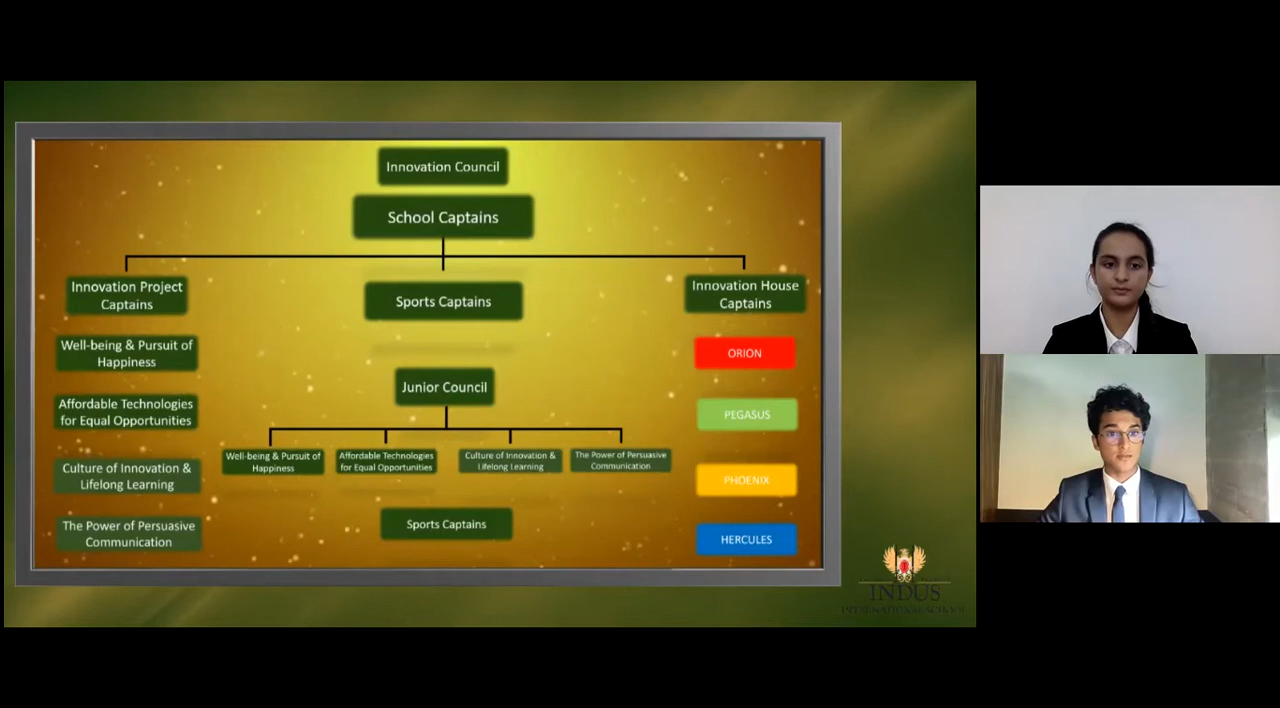 Innovation Council
School Captains
Innovation Project
Captains
Sports Captains
Innovation House
Captains
Well-being & Pursuit of
Happiness
ORION
Affordable Technologies
for Equal Opportunities
Junior Council
PEGASUS
Well-being & Pursuit of
Happiness
Affordable Technologies
for Equal Opportunities
Culture of Innovation &
Lifelong Learning
The Power of Persuasive
Communication
Culture of Innovation &
Lifelong Learning
PHOENIX
The Power of Persuasive
Communication
Sports Captains
HERCULES
INDUS
INTERNATIONAL SCHOOL